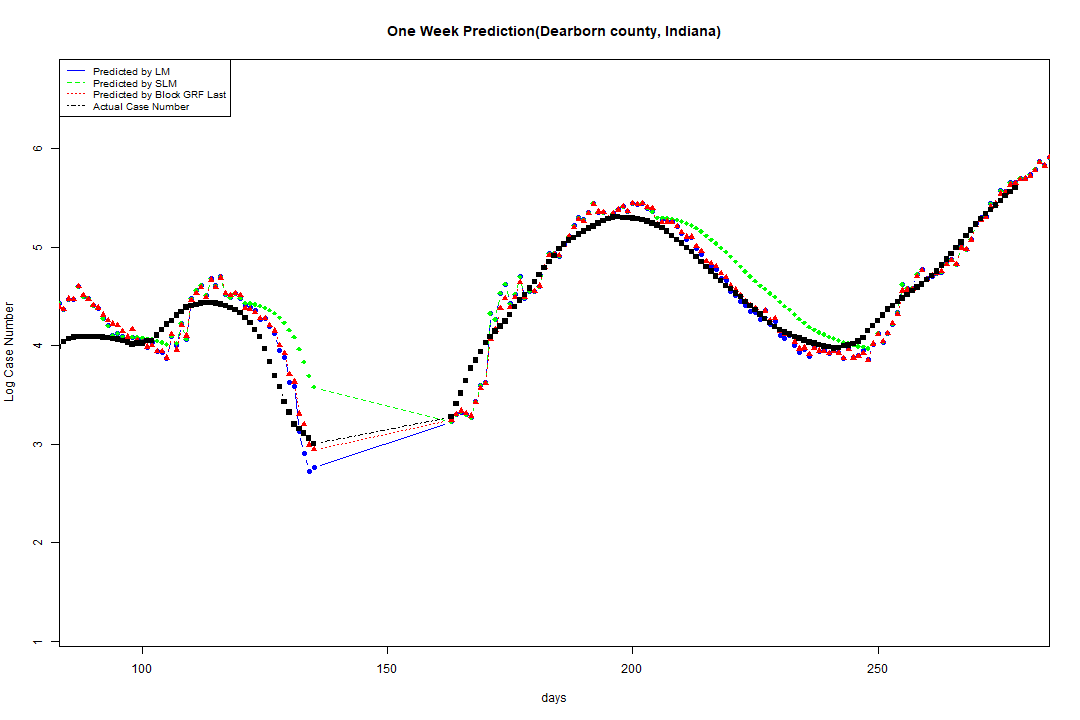 One Week Prediction(Dearborn county, Indiana)
Predicted by LM
Predicted by SLM
Predicted by Block GRF Last
Actual Case Number
6
5
4
3
2
1
Log Case Number
100 150 200 250
days